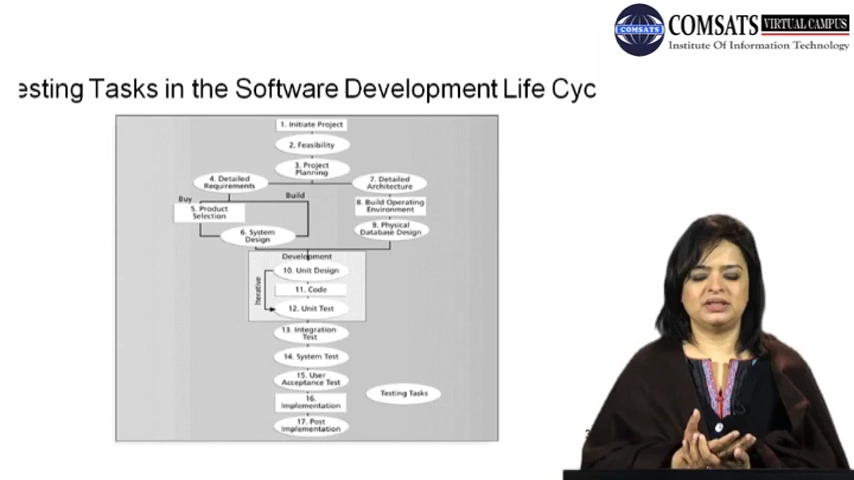 COMSATS VIRTUAL CAMPUS
COMSATS
Institute Of Information Technology
esting Tasks in the Software Development Life Cyc
1. Initiate Project
2. Feasibility
3. Project
Planning
4. Detailed
Requirements
7. Detailed
Architecture
Buy
Build
5. Product
Selection
8. Build Operating
Environment
6. System
Design
9. Physical
Database Design
Development
10. Unit Design
Iterative
11. Code
12. Unit Test
13. Integration
Test
14. System Test
15. User
Acceptance Test
Testing Tasks
16.
Implementation
17. Post
Implementation
3